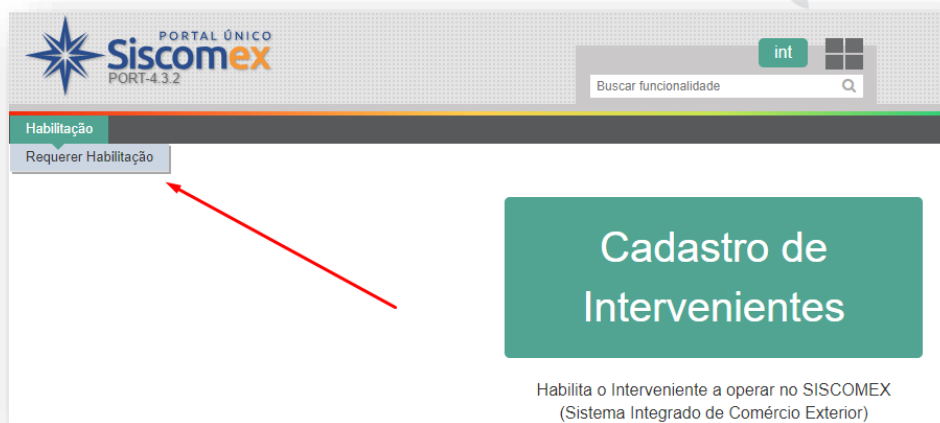 PORTAL ÚNICO
Siscomex
PORT-4.3.2
int
Buscar funcionalidade
Habilitação
Requerer Habilitação
Cadastro de
Intervenientes
Habilita o Interveniente a operar no SISCOMEX
(Sistema Integrado de Comércio Exterior)